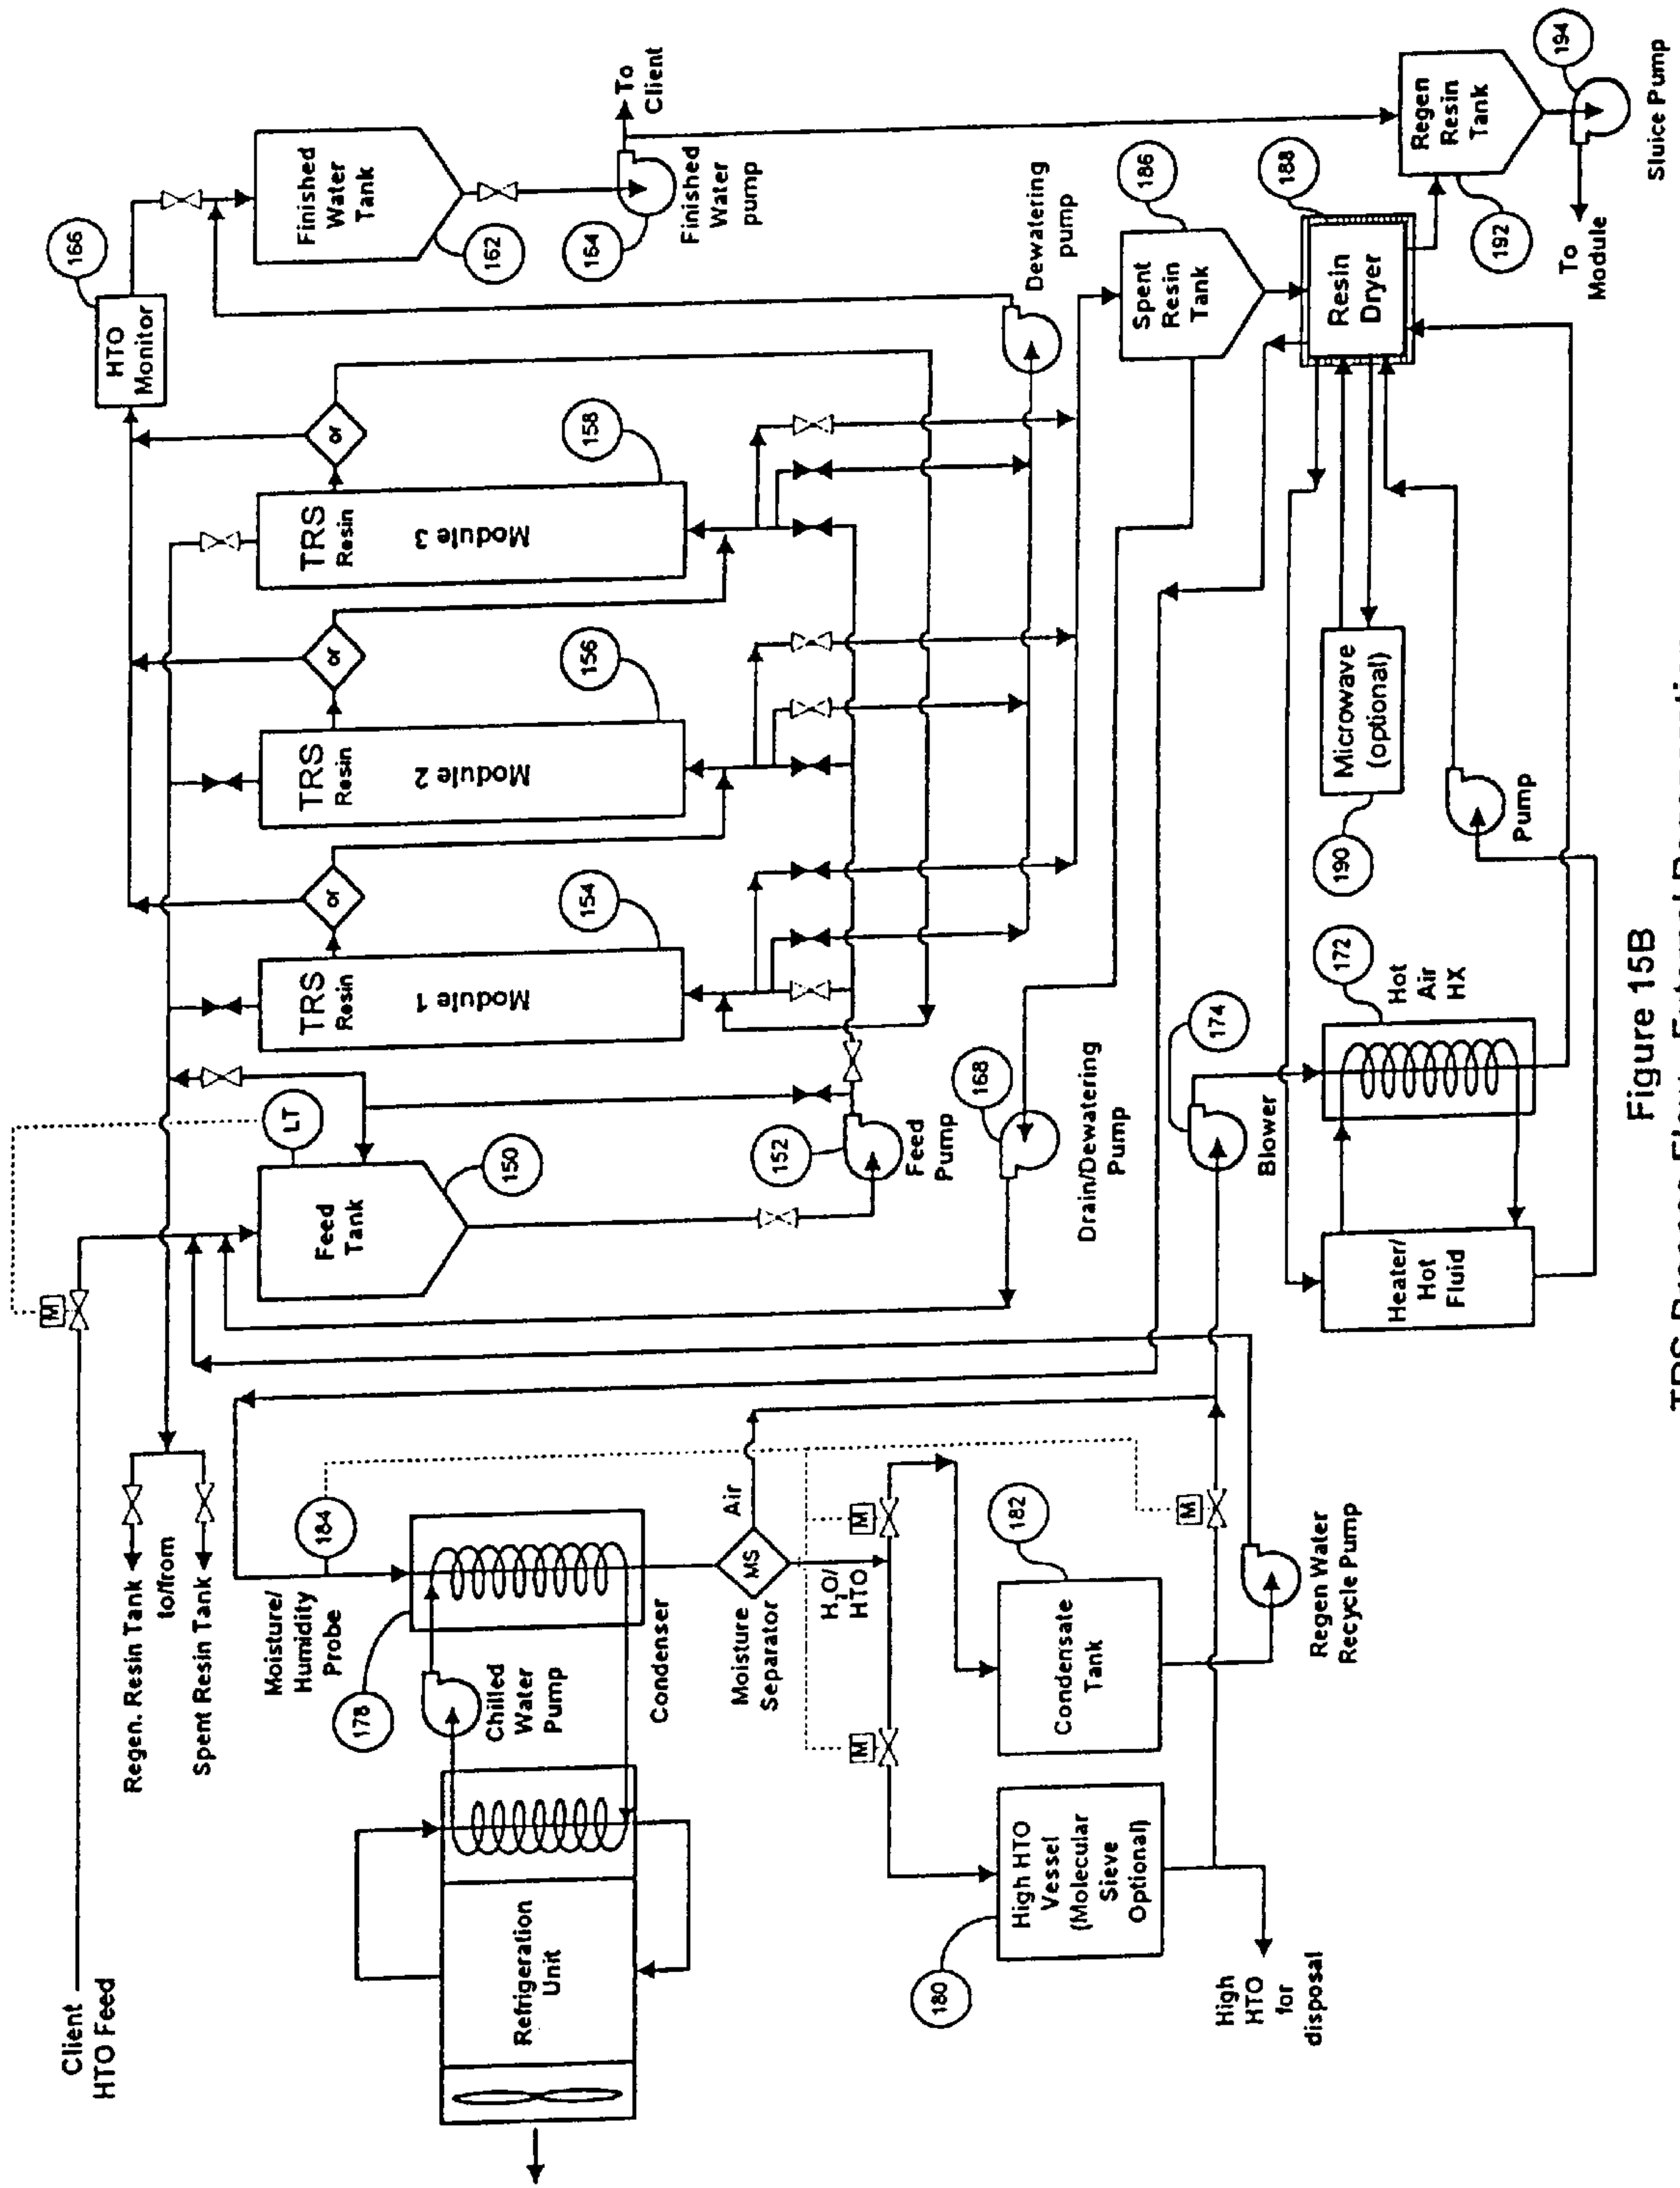 Client
HTO Feed
M
Regen. Resin Tank
to/from
Spent Resin Tank
LT
Feed
Tank
150
152
Feed
Pump
TRS
Resin
Module 1
154
or
TRS
Resin
Module 2
156
or
TRS
Resin
Module 3
158
or
HTO
Monitor
166
Finished
Water
Tank
162
164
Finished
Water
pump
To
Client
Refrigeration
Unit
Moisture/
Humidity
Probe
184
178
Chilled
Water
Pump
Condenser
Moisture
Separator
MS
Air
H2O/
HTO
M
M
M
180
High HTO
Vessel
(Molecular
Sieve
Optional)
High
HTO
for
disposal
182
Condensate
Tank
Regen Water
Recycle Pump
168
Drain/Dewatering
Pump
Dewatering
pump
174
Blower
172
Hot
Air
HX
Heater/
Hot
Fluid
Pump
190
Microwave
(optional)
186
Spent
Resin
Tank
188
Resin
Dryer
192
Regen
Resin
Tank
194
To
Module
Sluice Pump
Figure 15B
TRS Process Flow - External Regeneration